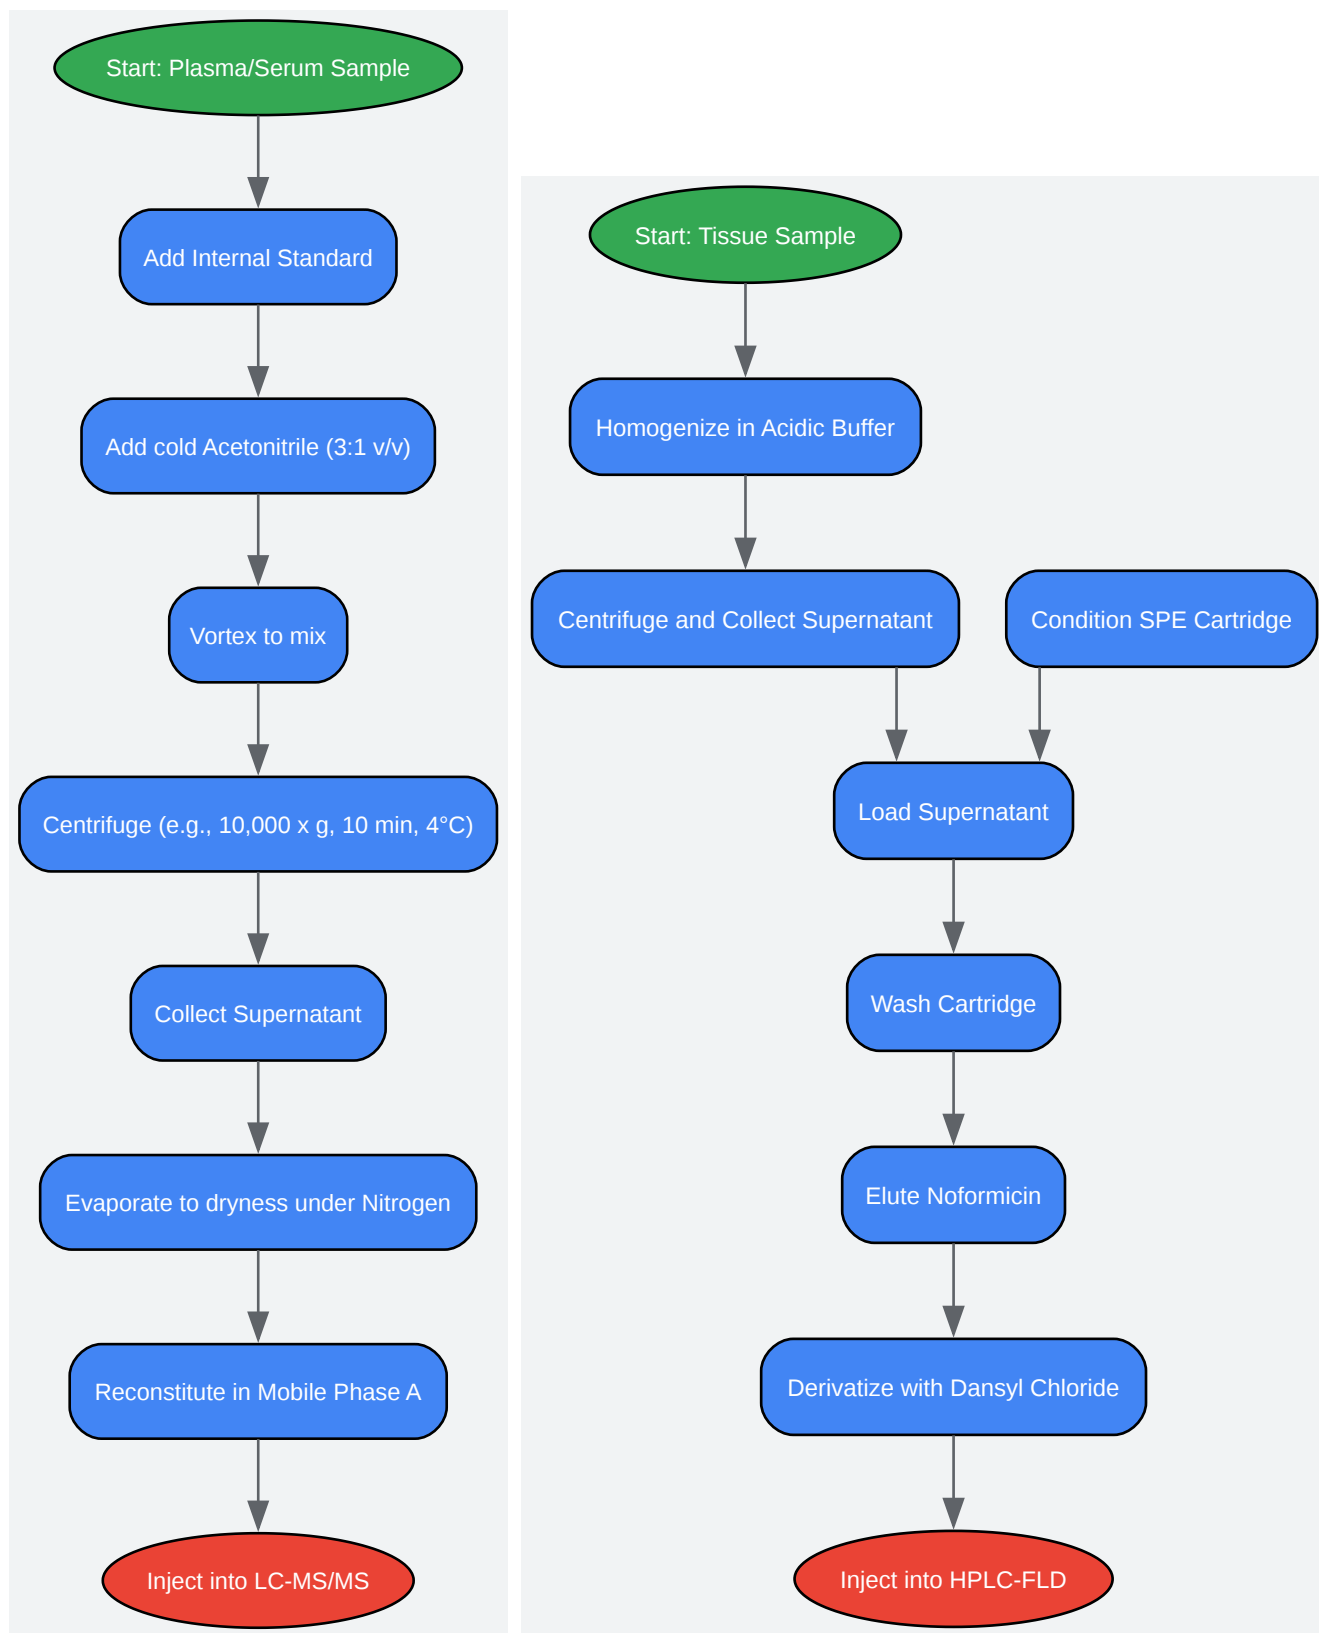 Start: Plasma/Serum Sample
Add Internal Standard
Add cold Acetonitrile (3:1 v/v)
Vortex to mix
Centrifuge (e.g., 10,000 x g, 10 min, 4°C)
Collect Supernatant
Evaporate to dryness under Nitrogen
Reconstitute in Mobile Phase A
Inject into LC-MS/MS
Start: Tissue Sample
Homogenize in Acidic Buffer
Centrifuge and Collect Supernatant
Condition SPE Cartridge
Load Supernatant
Wash Cartridge
Elute Noformicin
Derivatize with Dansyl Chloride
Inject into HPLC-FLD